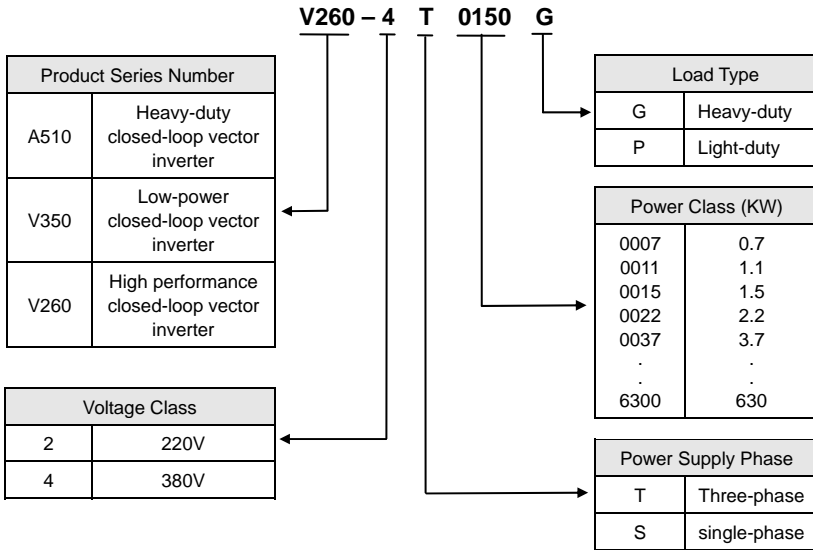 V260 – 4 T 0150 G
Product Series Number
A510 Heavy-duty closed-loop vector inverter
V350 Low-power closed-loop vector inverter
V260 High performance closed-loop vector inverter
Voltage Class
2 220V
4 380V
Load Type
G Heavy-duty
P Light-duty
Power Class (KW)
0007 0.7
0011 1.1
0015 1.5
0022 2.2
0037 3.7
. .
. .
6300 630
Power Supply Phase
T Three-phase
S single-phase